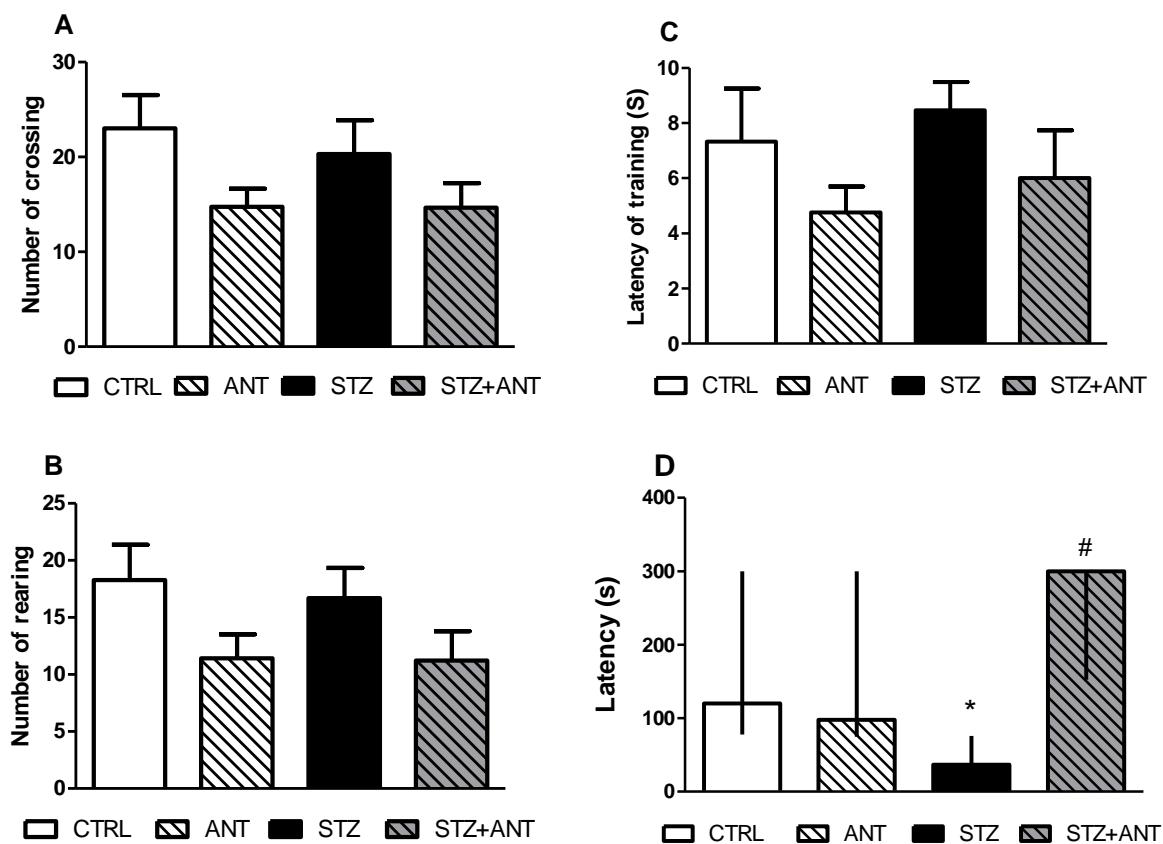 A
Number of crossing
30
20
10
0
CTRL ANT STZ STZ+ANT
B
Number of rearing
25
20
15
10
5
0
CTRL ANT STZ STZ+ANT
C
Latency of training (S)
10
8
6
4
2
0
CTRL ANT STZ STZ+ANT
D
Latency (s)
400
300
200
100
0
*
#
CTRL ANT STZ STZ+ANT